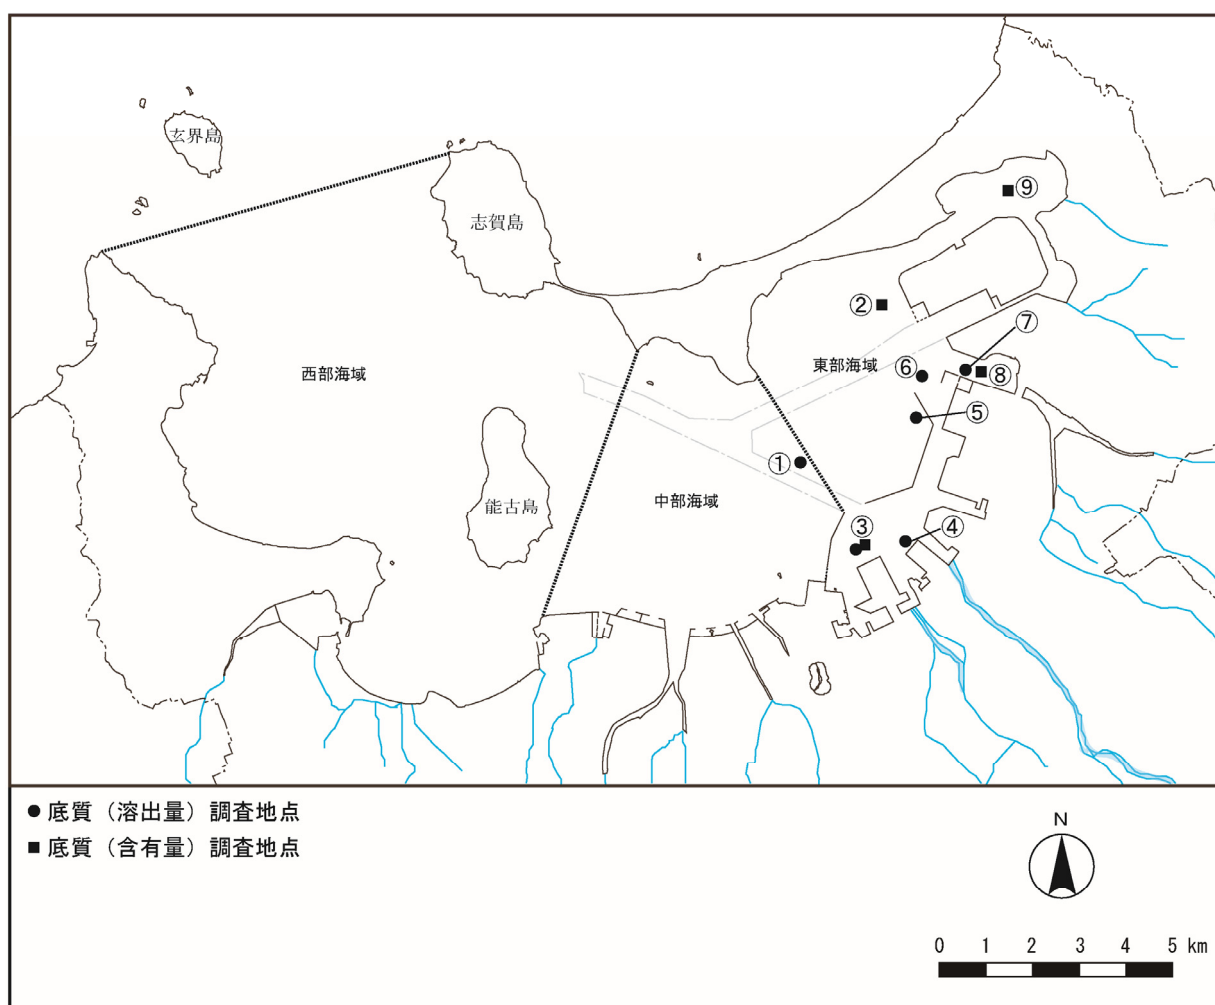 玄界島
志賀島
⑨
②
⑦
西部海域
東部海域
⑥
⑧
⑤
①
能古島
中部海域
③
④
● 底質（溶出量）調査地点
■ 底質（含有量）調査地点
N
0 1 2 3 4 5 km